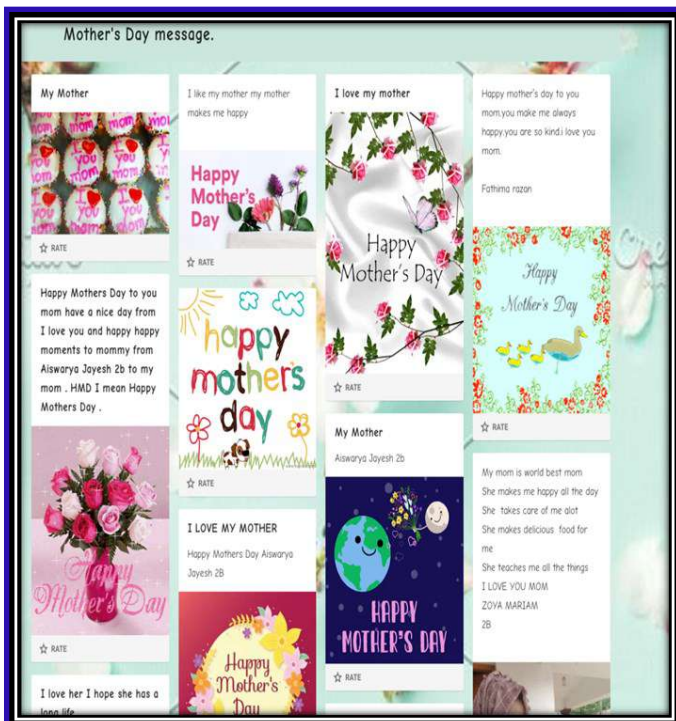 Mother's Day message.
My Mother
I you mom
I you mom
I you mom
☆ RATE
Happy Mothers Day to you
mom have a nice day from
I love you and happy happy
moments to mommy from
Aiswarya Jayesh 2b to my
mom . HMD I mean Happy
Mothers Day .
Happy
Mother's Day
☆ RATE
I love her I hope she has a
long life
I like my mother my mother
makes me happy
Happy
Mother's
Day
☆ RATE
happy
mother's
day
☆ RATE
I LOVE MY MOTHER
Happy Mothers Day Aiswarya
Jayesh 2B
Happy
Mother's
Day
I love my mother
Happy
Mother's Day
☆ RATE
My Mother
Aiswarya Jayesh 2b
HAPPY
MOTHER'S DAY
☆ RATE
Happy mother's day to you
mom.you make me always
happy.you are so kind.i love you
mom.
Fathima razan
Happy
Mother's Day
☆ RATE
My mom is world best mom
She makes me happy all the day
She takes care of me alot
She makes delicious food for
me
She teaches me all the things
I LOVE YOU MOM
ZOYA MARIAM
2B